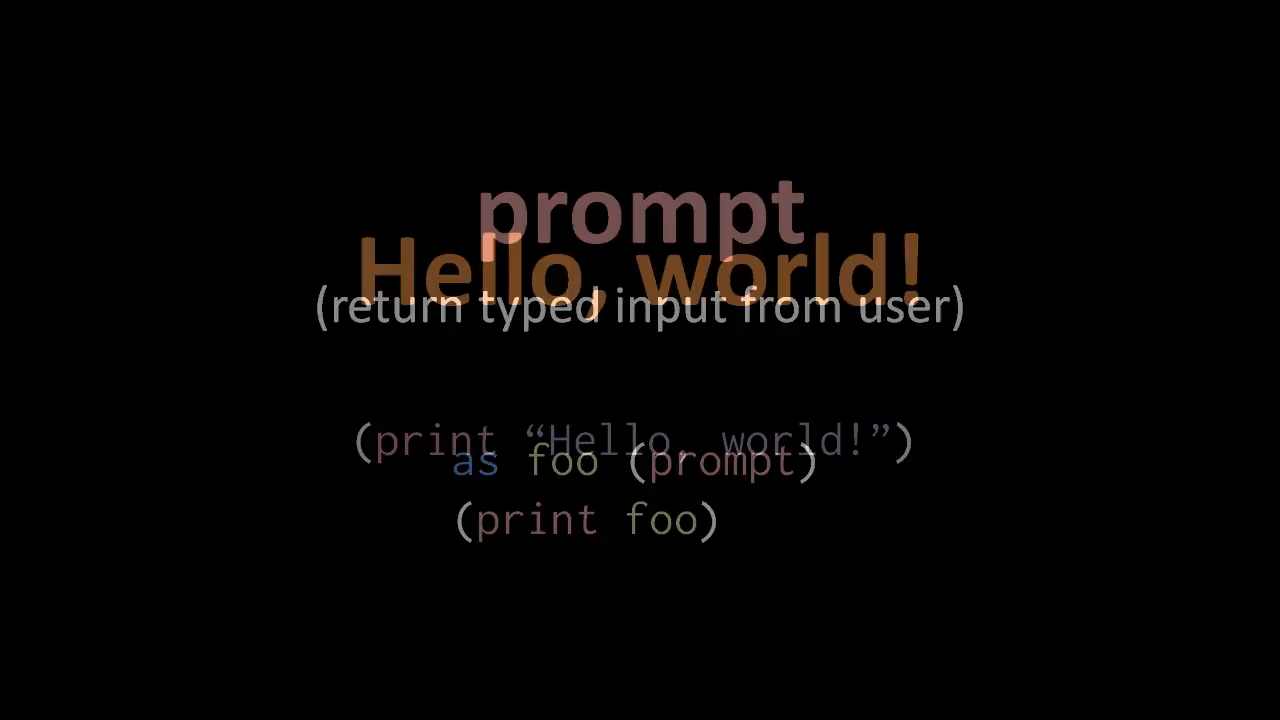 prompt
Hello, world!
(return typed input from user)
(print “Hello, world!”)
as foo (prompt)
(print foo)